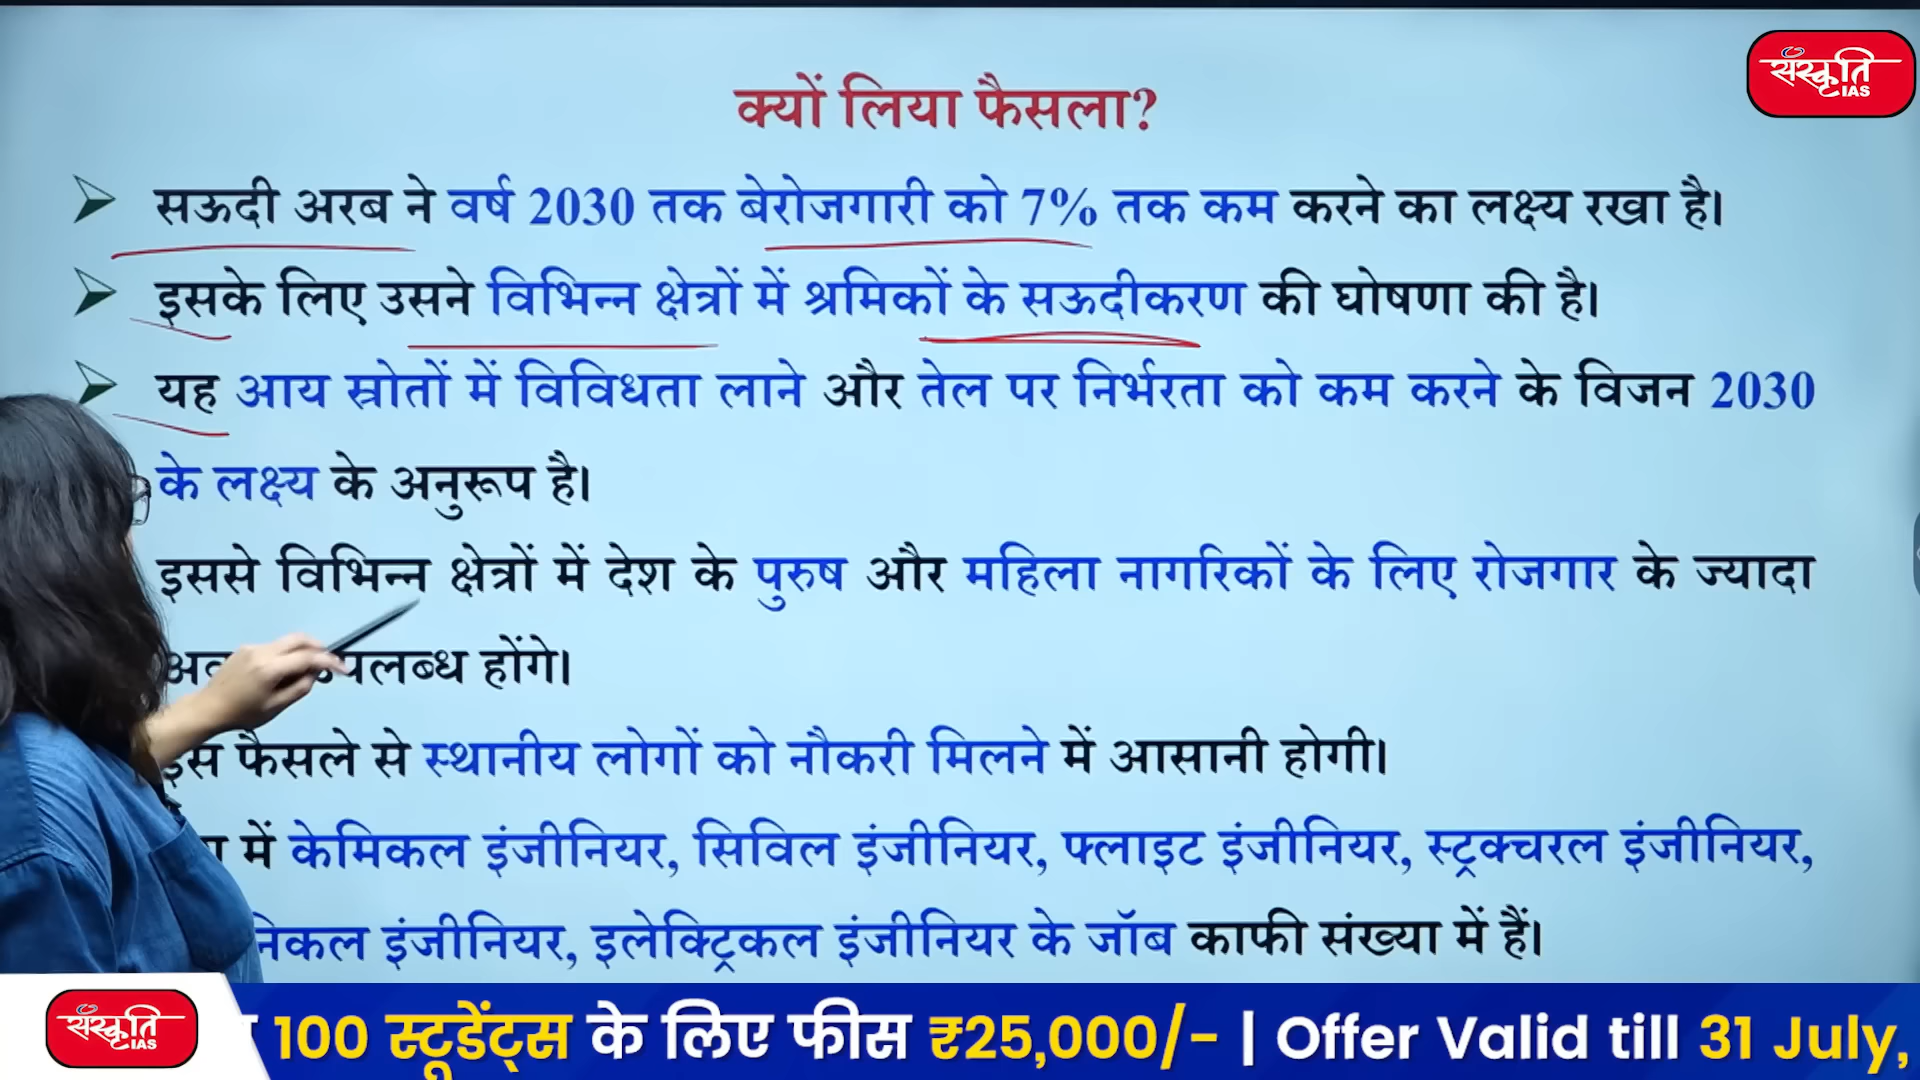 संस्कृति
IAS
क्यों लिया फैसला?
सऊदी अरब ने वर्ष 2030 तक बेरोजगारी को 7% तक कम करने का लक्ष्य रखा है।
इसके लिए उसने विभिन्न क्षेत्रों में श्रमिकों के सऊदीकरण की घोषणा की है।
यह आय स्रोतों में विविधता लाने और तेल पर निर्भरता को कम करने के विजन 2030
के लक्ष्य के अनुरूप है।
इससे विभिन्न क्षेत्रों में देश के पुरुष और महिला नागरिकों के लिए रोजगार के ज्यादा
होंगे।
इस फैसले से स्थानीय लोगों को नौकरी मिलने में आसानी होगी।
में केमिकल इंजीनियर, सिविल इंजीनियर, फ्लाइट इंजीनियर, स्ट्रक्चरल इंजीनियर,
इंजीनियर, इलेक्ट्रिकल इंजीनियर के जॉब काफी संख्या में हैं।
संस्कृति
IAS
100 स्टूडेंट्स के लिए फीस ₹25,000/- | Offer Valid till 31 July,